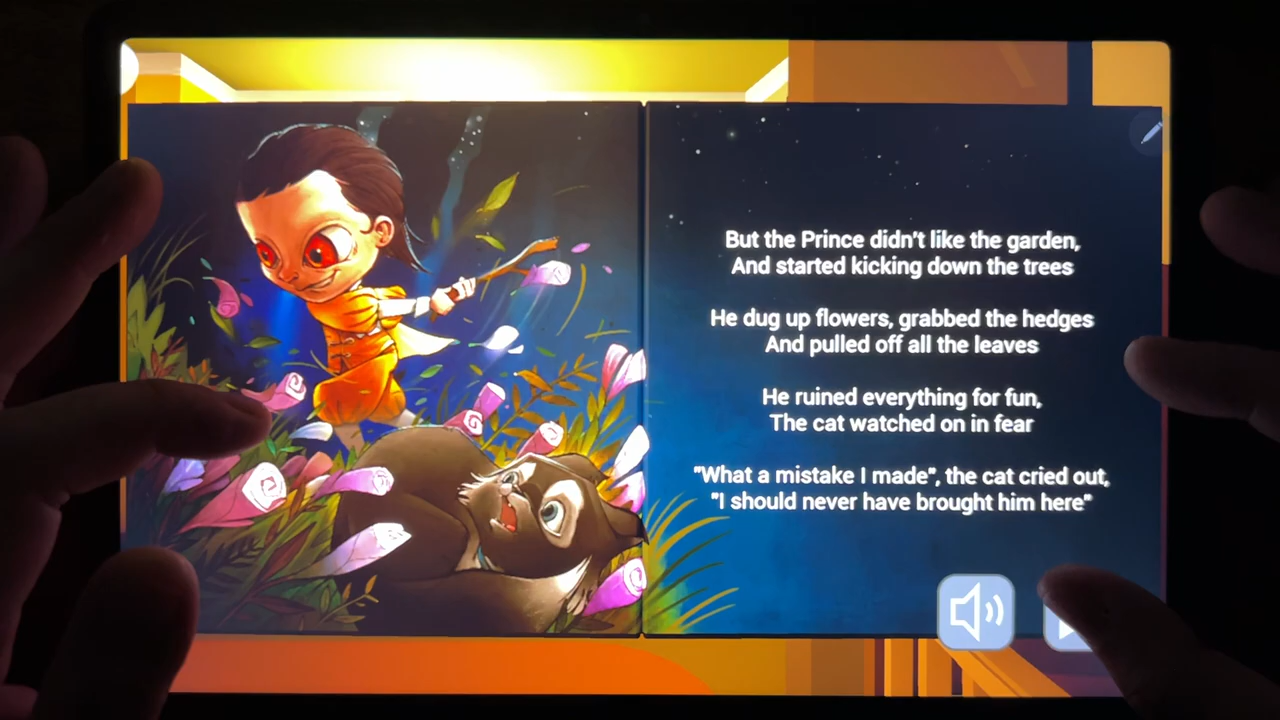 But the Prince didn't like the garden,
And started kicking down the trees
He dug up flowers, grabbed the hedges
And pulled off all the leaves
He ruined everything for fun,
The cat watched on in fear
"What a mistake I made", the cat cried out,
"I should never have brought him here"